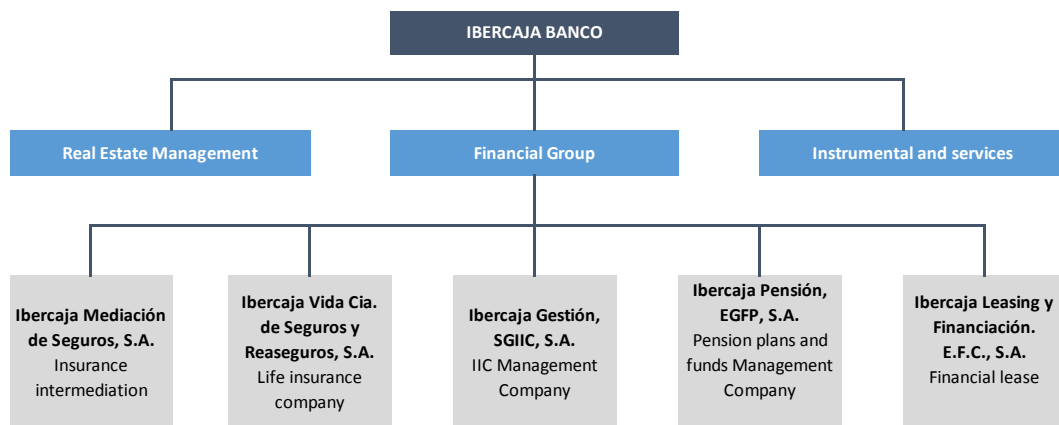 IBERCAJA BANCO
Real Estate Management
Financial Group
Instrumental and services
Ibercaja Mediación
de Seguros, S.A.
Insurance
intermediation
Ibercaja Vida Cia.
de Seguros y
Reaseguros, S.A.
Life insurance
company
Ibercaja Gestión,
SGIIC, S.A.
IIC Management
Company
Ibercaja Pensión,
EGFP, S.A.
Pension plans and
funds Management
Company
Ibercaja Leasing y
Financiación.
E.F.C., S.A.
Financial lease